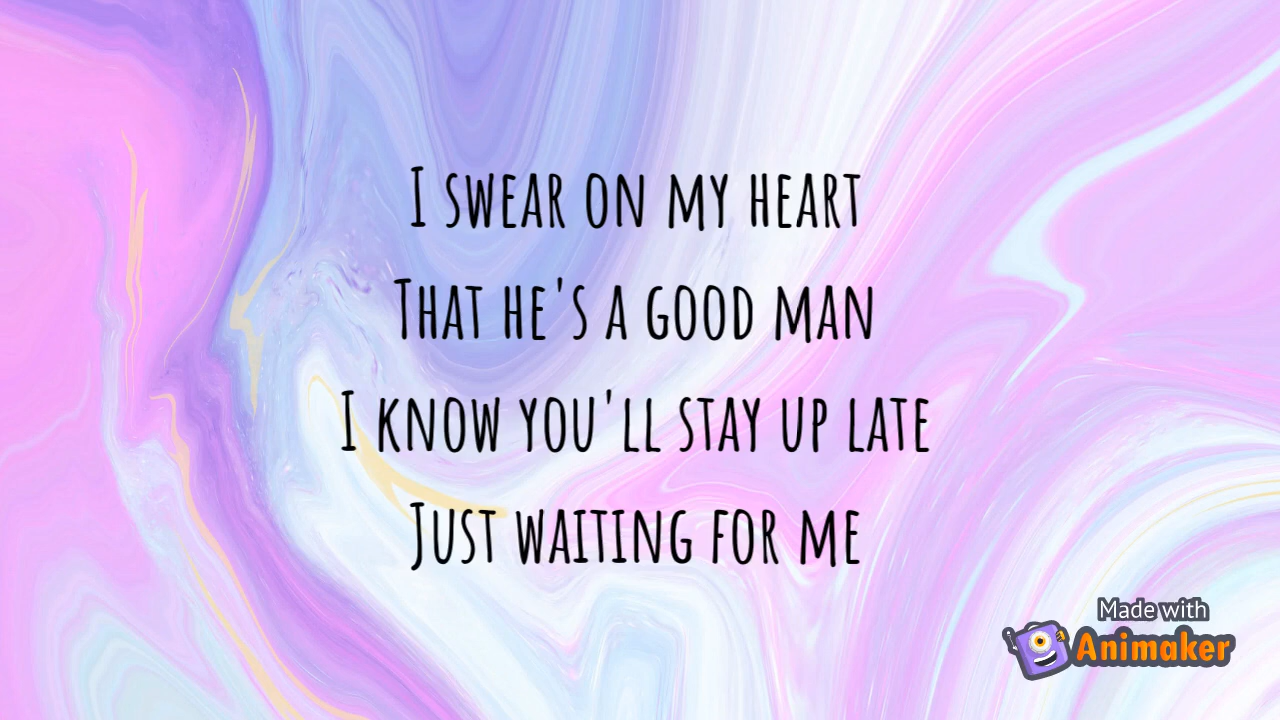 I SWEAR ON MY HEART
THAT HE'S A GOOD MAN
I KNOW YOU'LL STAY UP LATE
JUST WAITING FOR ME
Made with
Animaker